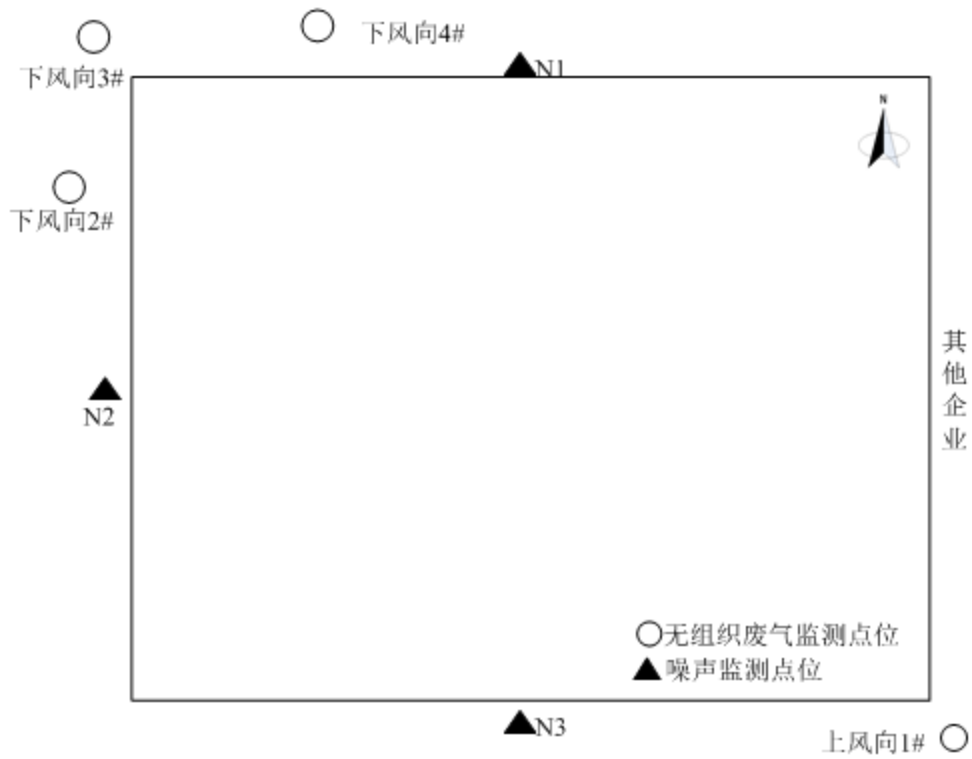 下风向4#
N1
下风向3#
N
下风向2#
其他企业
N2
无组织废气监测点位
噪声监测点位
N3
上风向1#